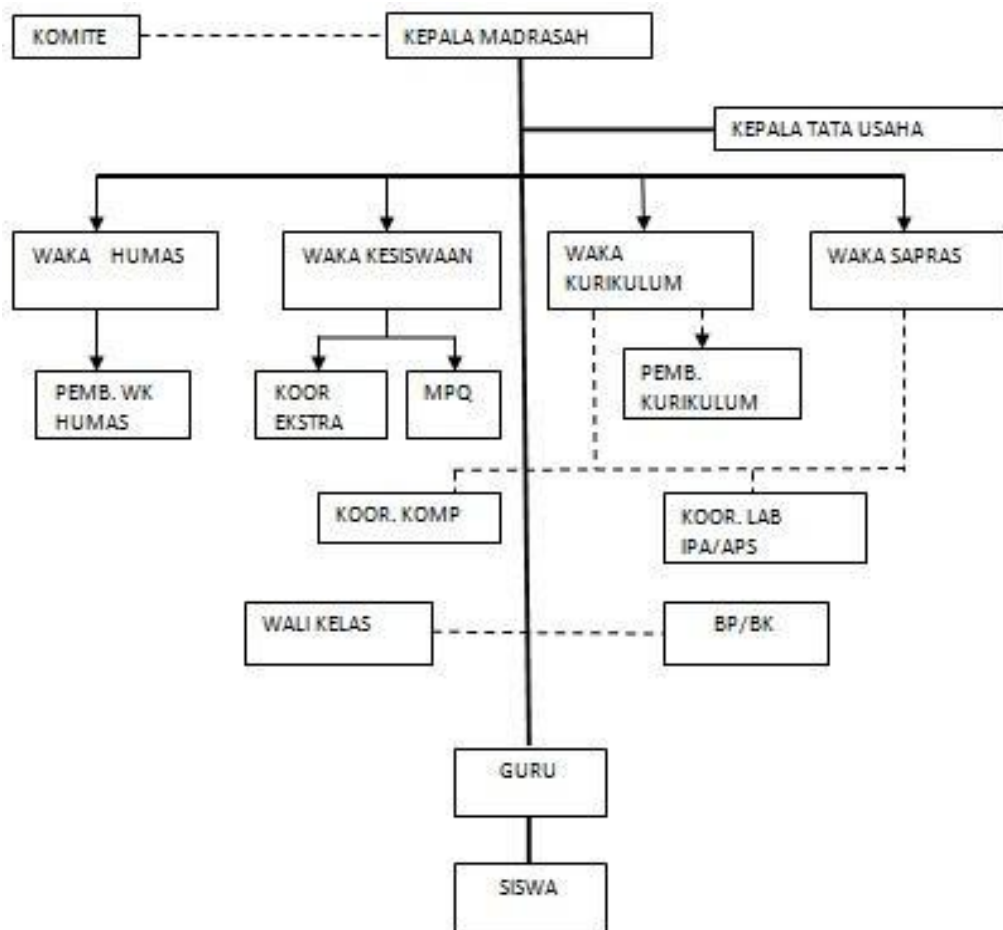 KOMITE
KEPALA MADRASAH
KEPALA TATA USAHA
WAKA HUMAS
WAKA KESISWAAN
WAKA
KURIKULUM
WAKA SAPRAS
PEMB. WK
HUMAS
KOOR
EKSTRA
MPQ
PEMB.
KURIKULUM
KOOR. KOMP
KOOR. LAB
IPA/APS
WALI KELAS
BP/BK
GURU
SISWA